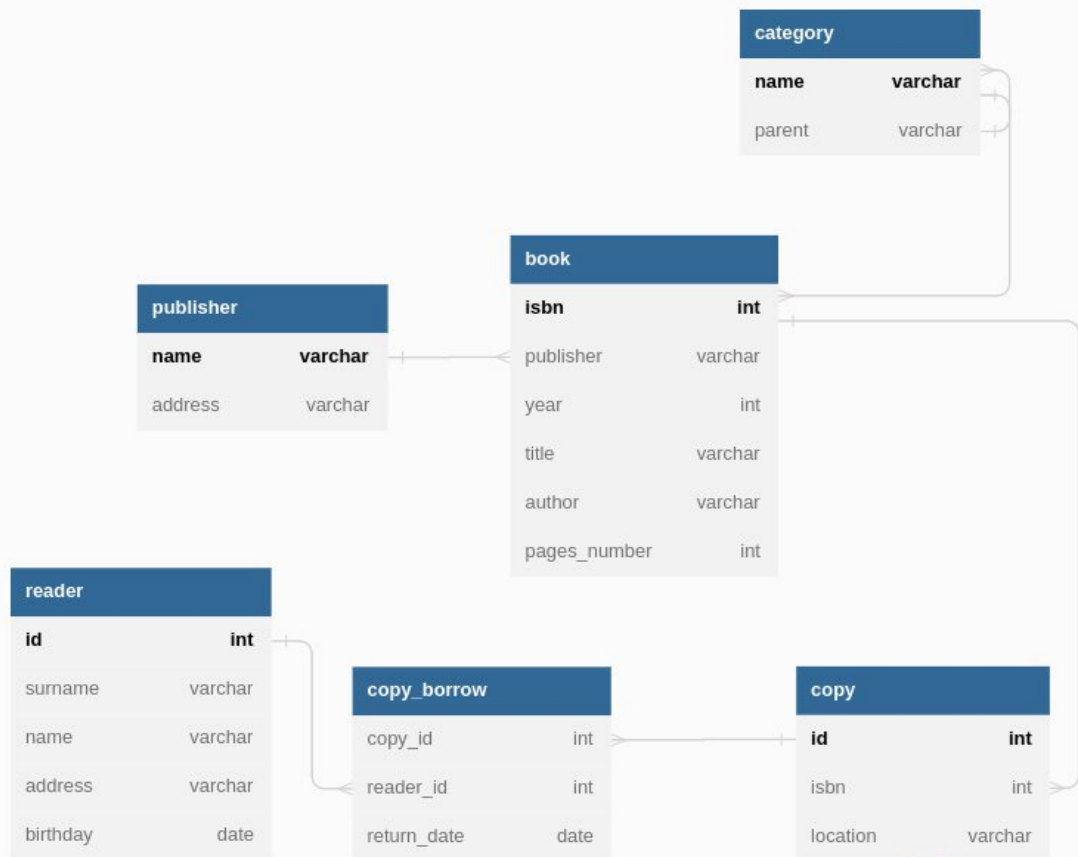 category
name varchar
parent varchar
book
isbn int
publisher varchar
year int
title varchar
author varchar
pages_number int
publisher
name varchar
address varchar
reader
id int
surname varchar
name varchar
address varchar
birthday date
copy_borrow
copy_id int
reader_id int
return_date date
copy
id int
isbn int
location varchar